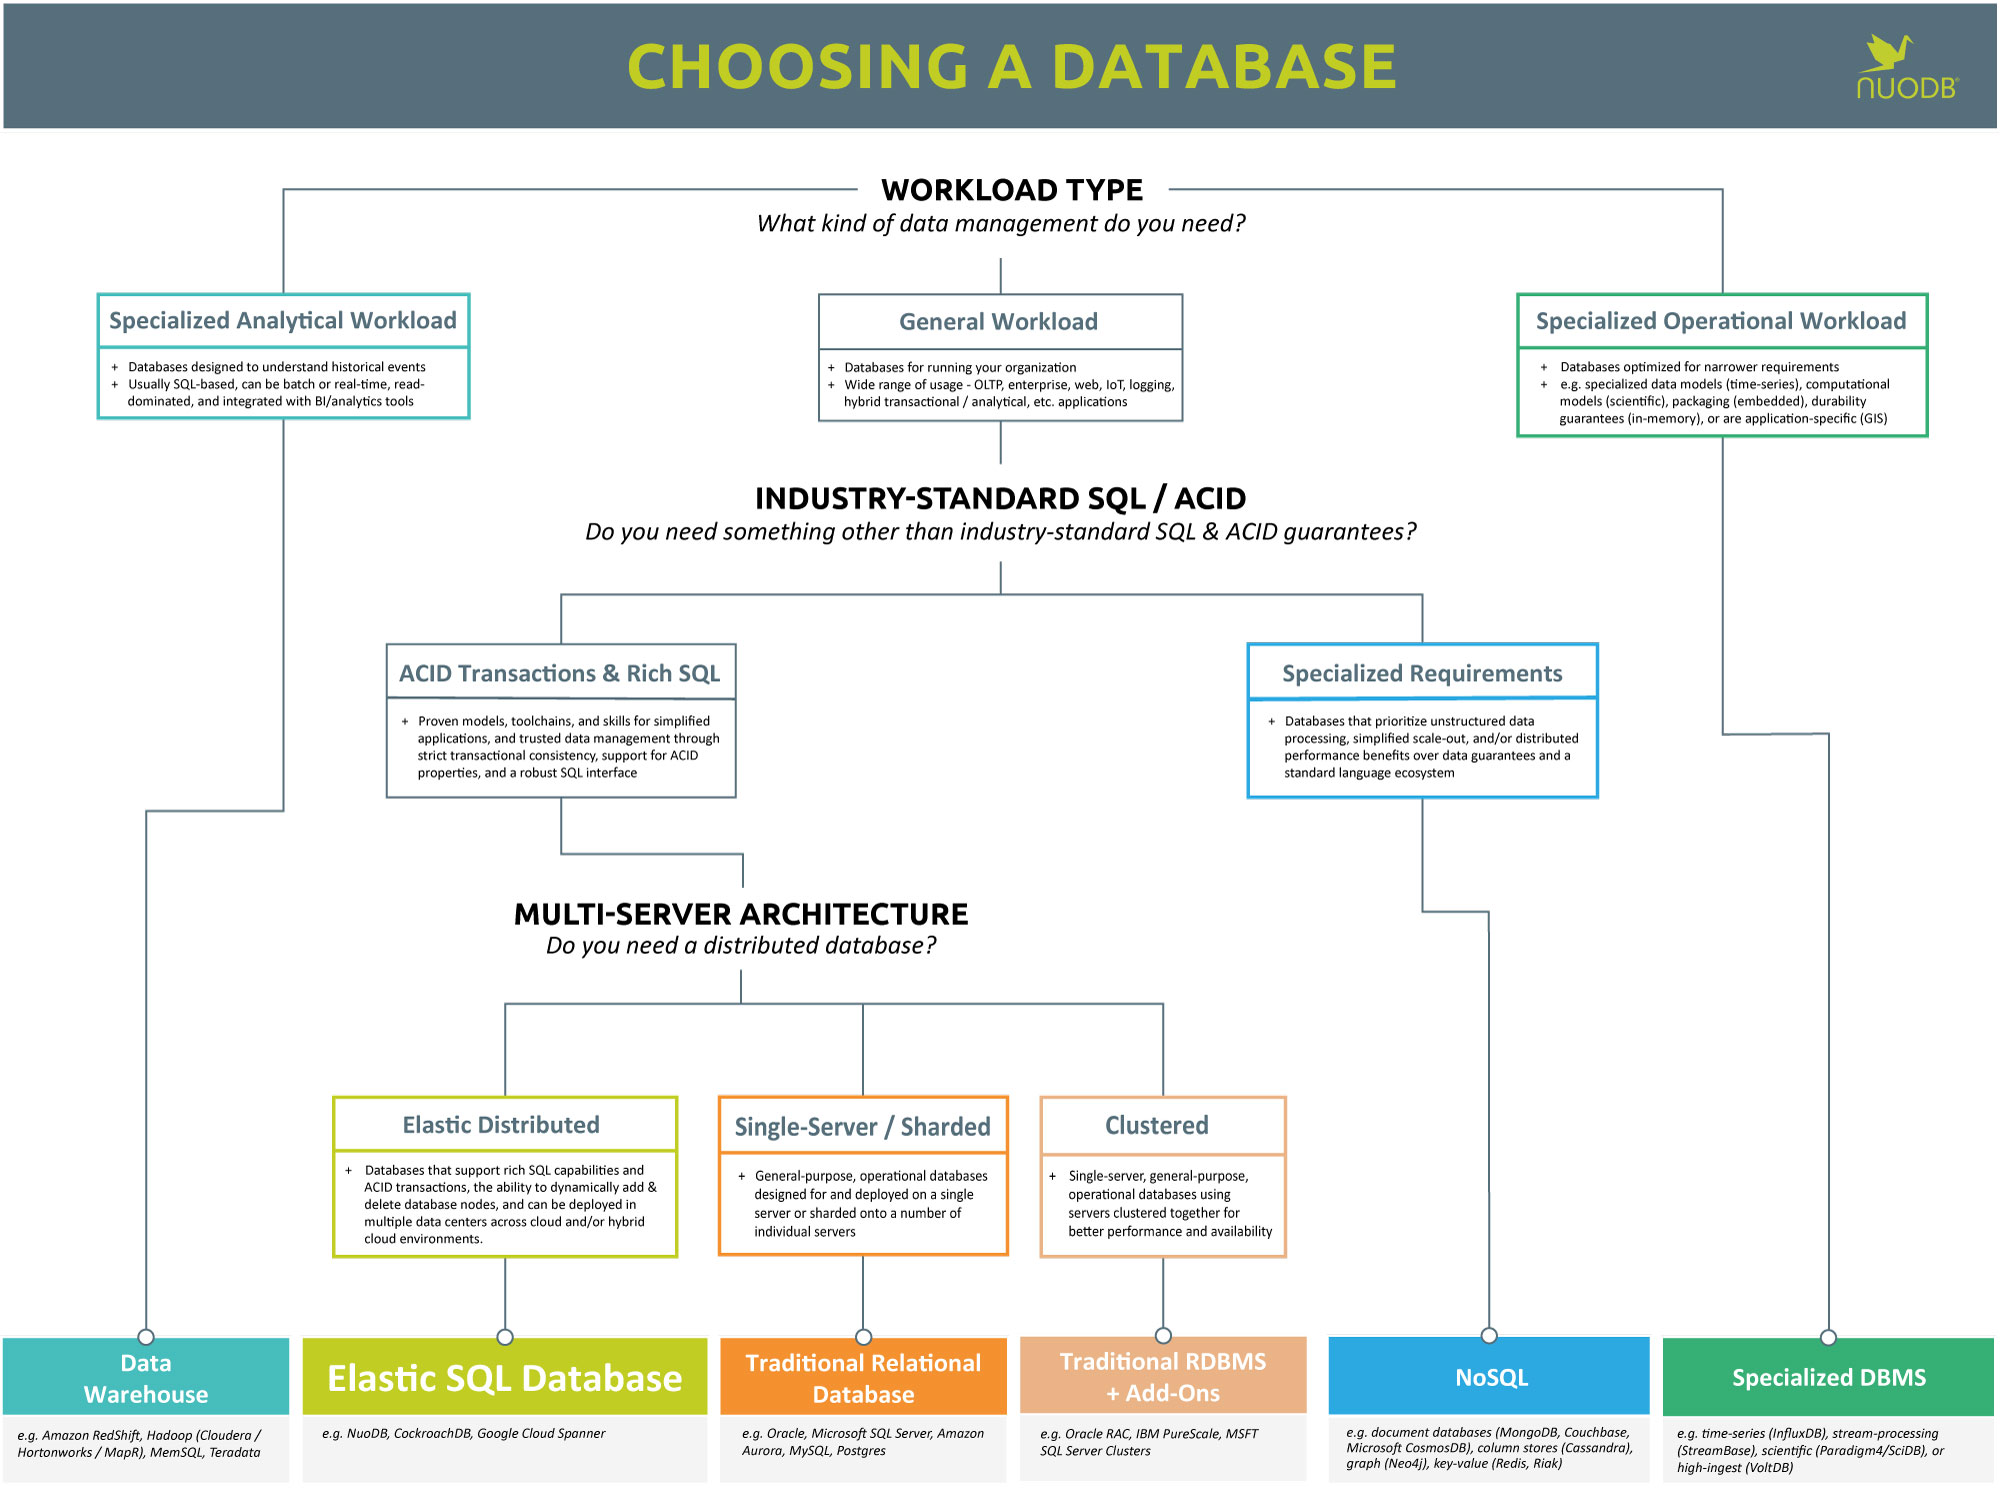 CHOOSING A DATABASE
NUODB
WORKLOAD TYPE
What kind of data management do you need?
Specialized Analytical Workload
+ Databases designed to understand historical events
+ Usually SQL-based, can be batch or real-time, read-
dominated, and integrated with BI/analytics tools
General Workload
+ Databases for running your organization
+ Wide range of usage - OLTP, enterprise, web, IoT, logging,
hybrid transactional / analytical, etc. applications
Specialized Operational Workload
+ Databases optimized for narrower requirements
+ e.g. specialized data models (time-series), computational
models (scientific), packaging (embedded), durability
guarantees (in-memory), or are application-specific (GIS)
INDUSTRY-STANDARD SQL / ACID
Do you need something other than industry-standard SQL & ACID guarantees?
ACID Transactions & Rich SQL
+ Proven models, toolchains, and skills for simplified
applications, and trusted data management through
strict transactional consistency, support for ACID
properties, and a robust SQL interface
Specialized Requirements
+ Databases that prioritize unstructured data
processing, simplified scale-out, and/or distributed
performance benefits over data guarantees and a
standard language ecosystem
MULTI-SERVER ARCHITECTURE
Do you need a distributed database?
Elastic Distributed
+ Databases that support rich SQL capabilities and
ACID transactions, the ability to dynamically add &
delete database nodes, and can be deployed in
multiple data centers across cloud and/or hybrid
cloud environments.
Single-Server / Sharded
+ General-purpose, operational databases
designed for and deployed on a single
server or sharded onto a number of
individual servers
Clustered
+ Single-server, general-purpose,
operational databases using
servers clustered together for
better performance and availability
Data
Warehouse
e.g. Amazon RedShift, Hadoop (Cloudera /
Hortonworks / MapR), MemSQL, Teradata
Elastic SQL Database
e.g. NuoDB, CockroachDB, Google Cloud Spanner
Traditional Relational
Database
e.g. Oracle, Microsoft SQL Server, Amazon
Aurora, MySQL, Postgres
Traditional RDBMS
+ Add-Ons
e.g. Oracle RAC, IBM PureScale, MSFT
SQL Server Clusters
NoSQL
e.g. document databases (MongoDB, Couchbase,
Microsoft CosmosDB), column stores (Cassandra),
graph (Neo4j), key-value (Redis, Riak)
Specialized DBMS
e.g. time-series (InfluxDB), stream-processing
(StreamBase), scientific (Paradigm4/SciDB), or
high-ingest (VoltDB)